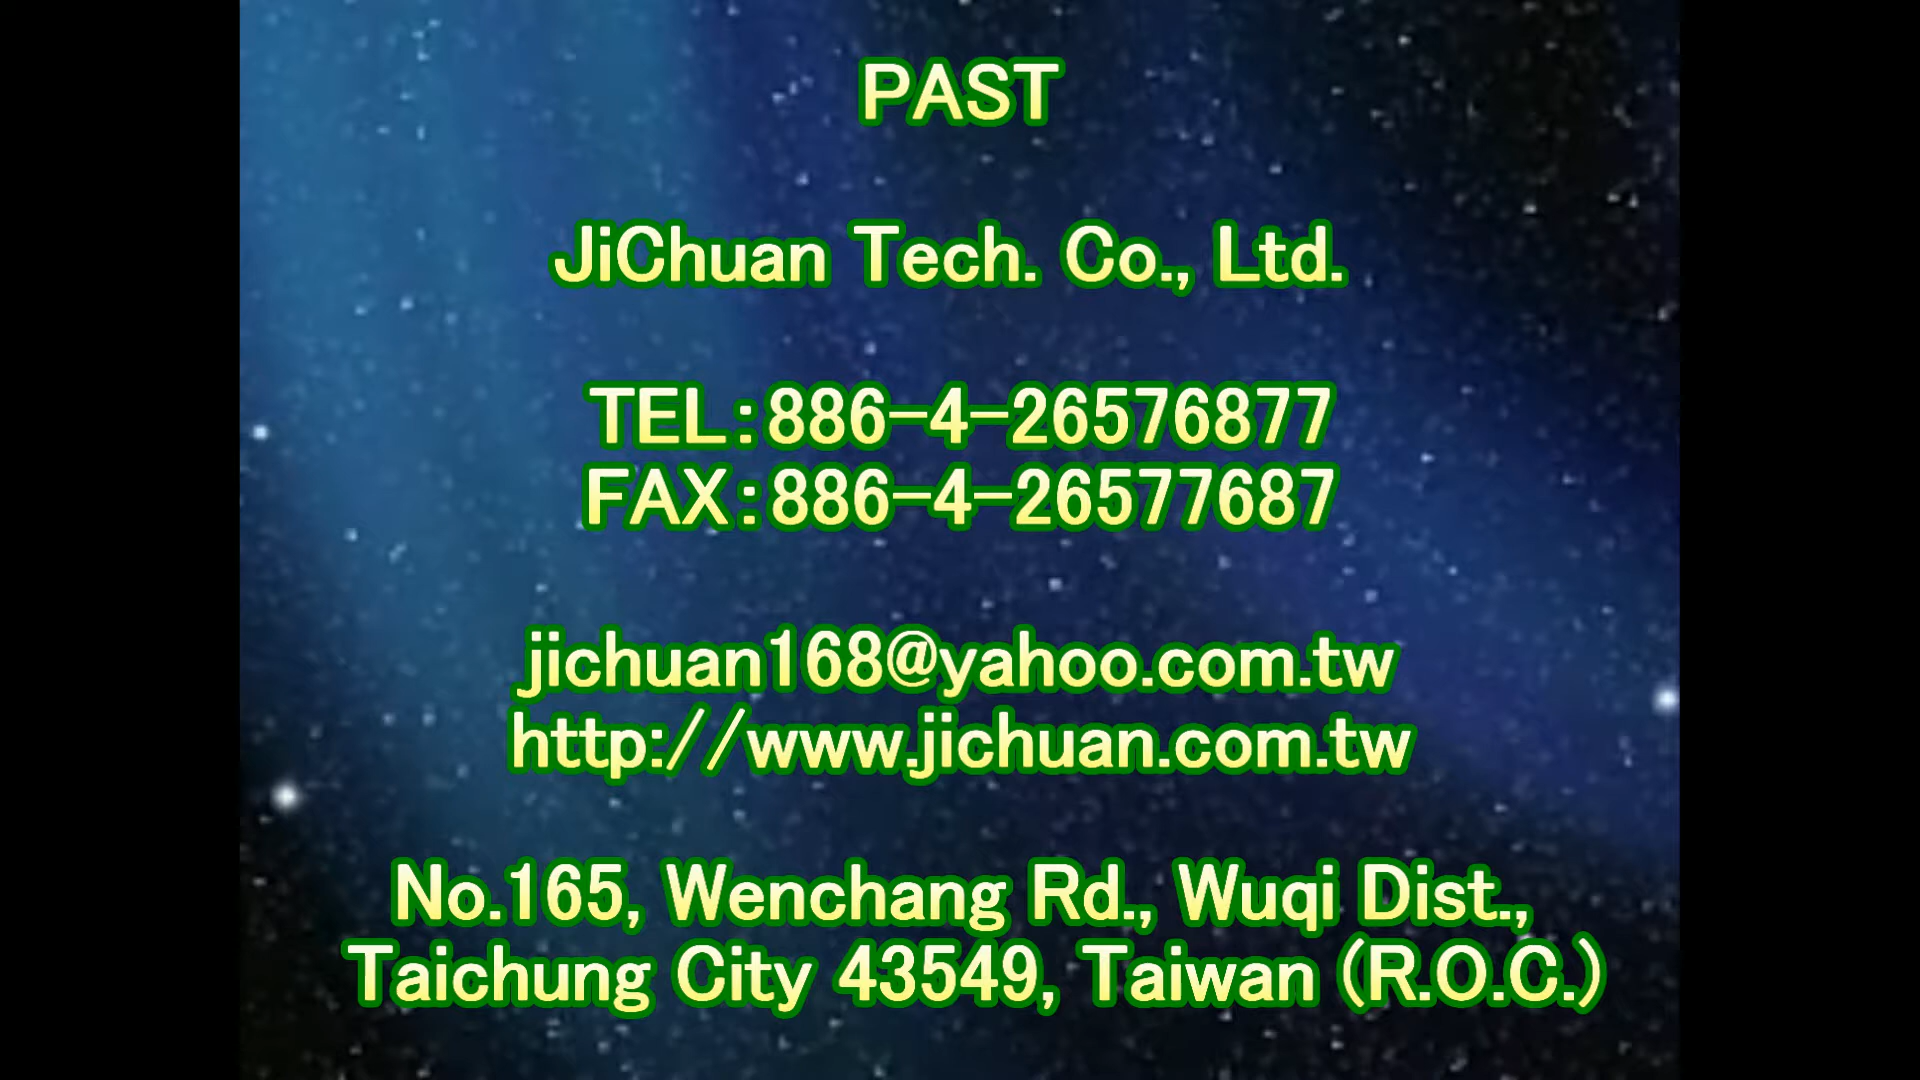 PAST
JiChuan Tech. Co., Ltd.
TEL:886-4-26576877
FAX:886-4-26577687
jichuan168@yahoo.com.tw
http://www.jichuan.com.tw
No.165, Wenchang Rd., Wuqi Dist.,
Taichung City 43549, Taiwan (R.O.C.)